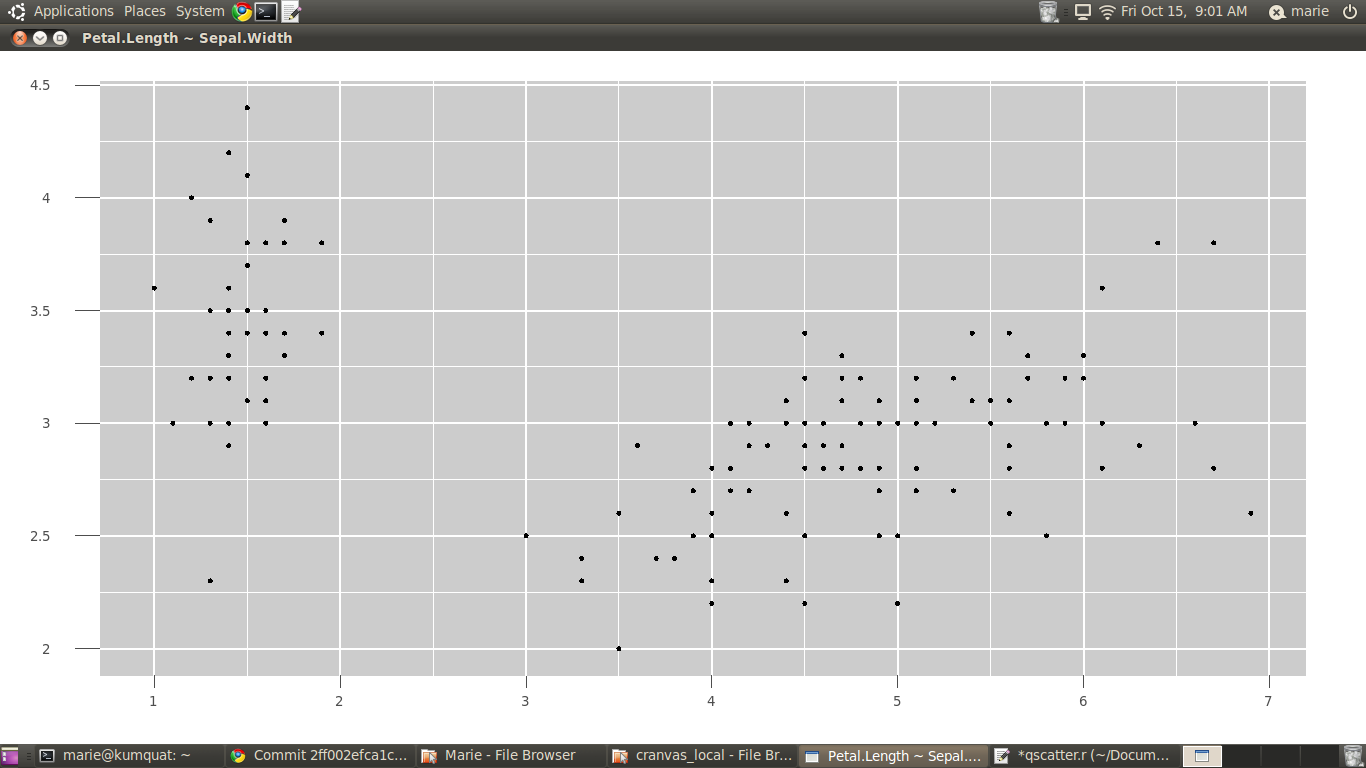 Applications Places System Fri Oct 15, 9:01 AM marie
Petal.Length ~ Sepal.Width
4.5
4
3.5
3
2.5
2
1 2 3 4 5 6 7
marie@kumquat: ~ Commit 2ff002efca1c... Marie - File Browser cranvas_local - File Br... Petal.Length ~ Sepal.... *qscatter.r (~/Docum...